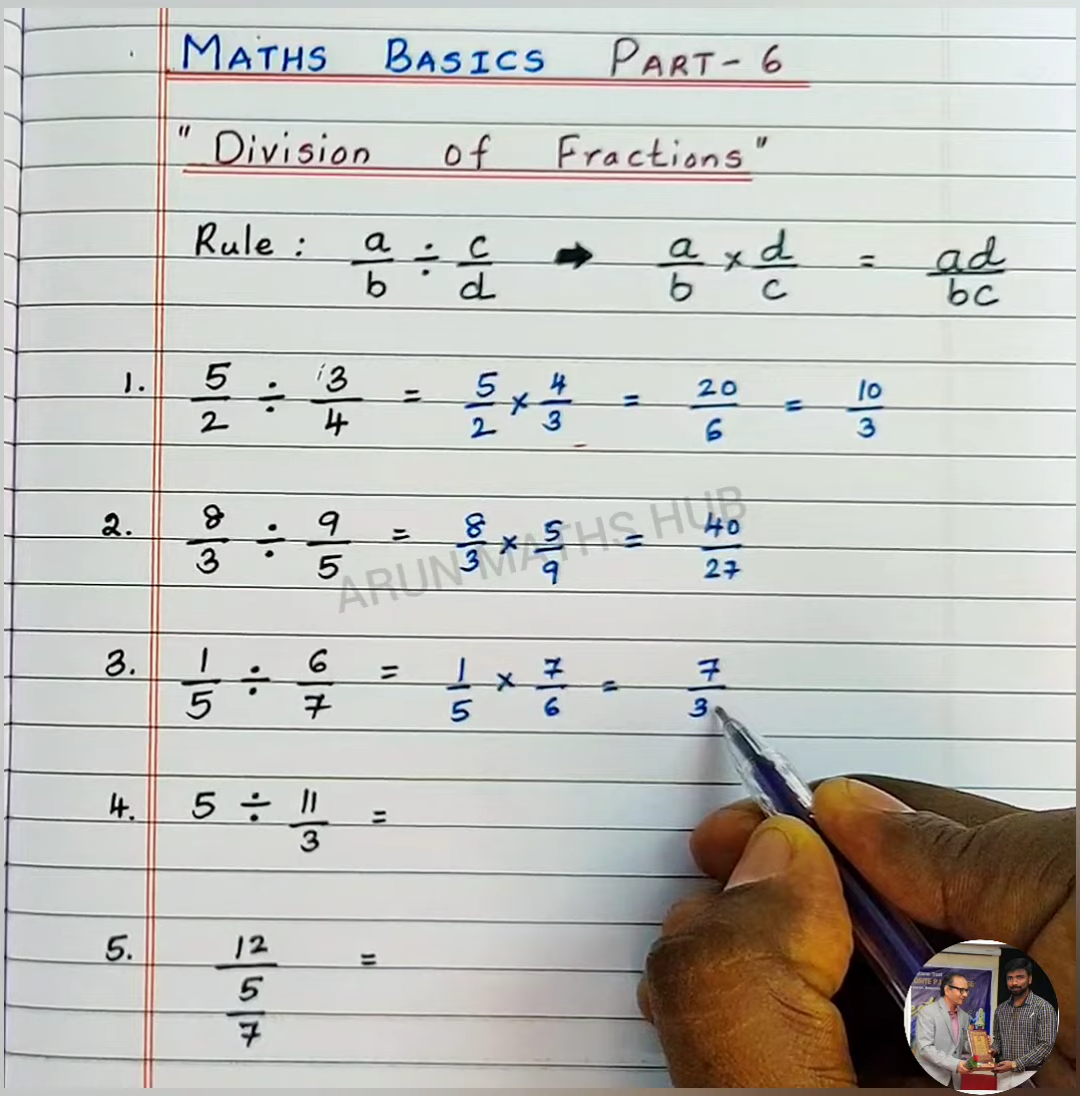 MATHS BASICS PART-6
"Division of Fractions"
Rule : a/b ÷ c/d → a/b × d/c = ad/bc
1. 5/2 ÷ 3/4 = 5/2 × 4/3 = 20/6 = 10/3
2. 8/3 ÷ 9/5 = 8/3 × 5/9 = 40/27
ARUN MATHS HUB
3. 1/5 ÷ 6/7 = 1/5 × 7/6 = 7/3
4. 5 ÷ 11/3 =
5. 12/(5/7) =